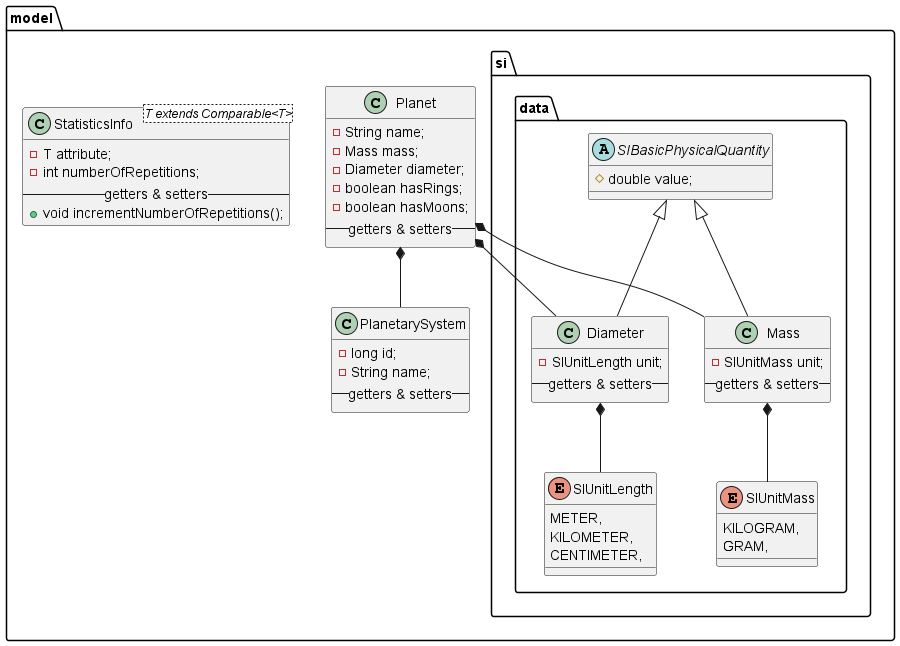 model
si
data
C StatisticsInfo
T extends Comparable<T>
T attribute;
int numberOfRepetitions;
getters & setters
void incrementNumberOfRepetitions();
C Planet
String name;
Mass mass;
Diameter diameter;
boolean hasRings;
boolean hasMoons;
getters & setters
A SIBasicPhysicalQuantity
double value;
C PlanetarySystem
long id;
String name;
getters & setters
C Diameter
SIUnitLength unit;
getters & setters
C Mass
SIUnitMass unit;
getters & setters
E SIUnitLength
METER,
KILOMETER,
CENTIMETER,
E SIUnitMass
KILOGRAM,
GRAM,